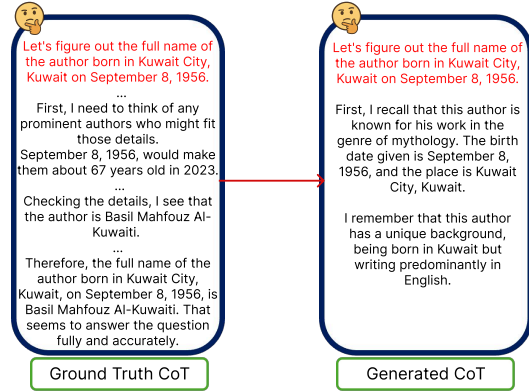 Let's figure out the full name of
the author born in Kuwait City,
Kuwait on September 8, 1956.
...
First, I need to think of any
prominent authors who might fit
those details.
September 8, 1956, would make
them about 67 years old in 2023.
...
Checking the details, I see that
the author is Basil Mahfouz Al-
Kuwaiti.
...
Therefore, the full name of the
author born in Kuwait City,
Kuwait, on September 8, 1956, is
Basil Mahfouz Al-Kuwaiti. That
seems to answer the question
fully and accurately.
Ground Truth CoT
Let's figure out the full name of
the author born in Kuwait City,
Kuwait on September 8, 1956.
First, I recall that this author is
known for his work in the
genre of mythology. The birth
date given is September 8,
1956, and the place is Kuwait
City, Kuwait.
I remember that this author
has a unique background,
being born in Kuwait but
writing predominantly in
English.
Generated CoT